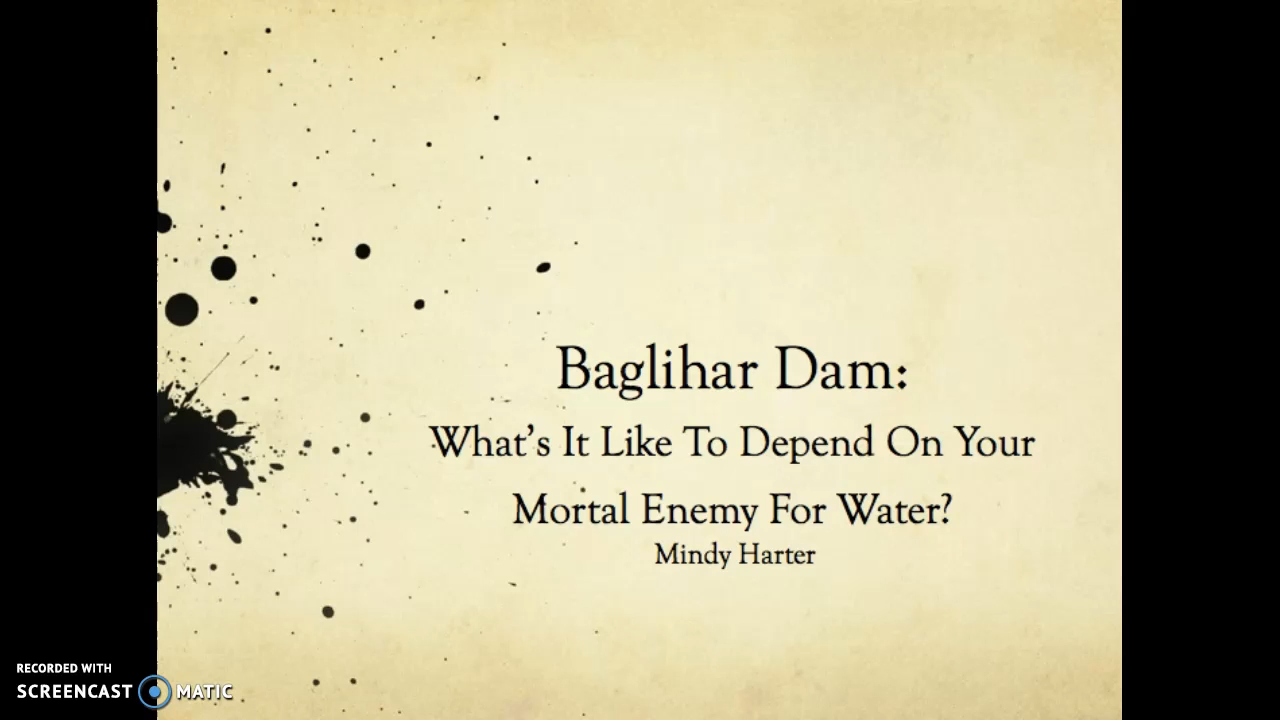 Baglihar Dam:
What's It Like To Depend On Your
Mortal Enemy For Water?
Mindy Harter
RECORDED WITH
SCREENCAST MATIC